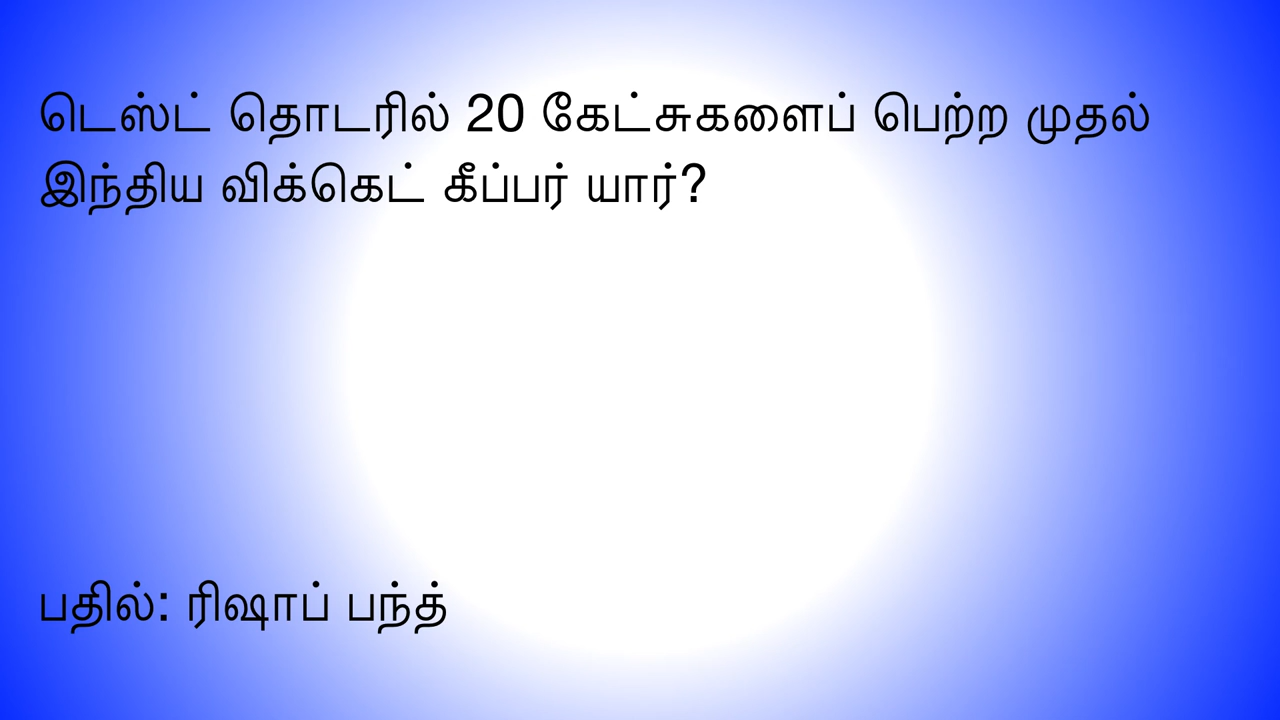 டெஸ்ட் தொடரில் 20 கேட்சுகளைப் பெற்ற முதல்
இந்திய விக்கெட் கீப்பர் யார்?
பதில்: ரிஷாப் பந்த்